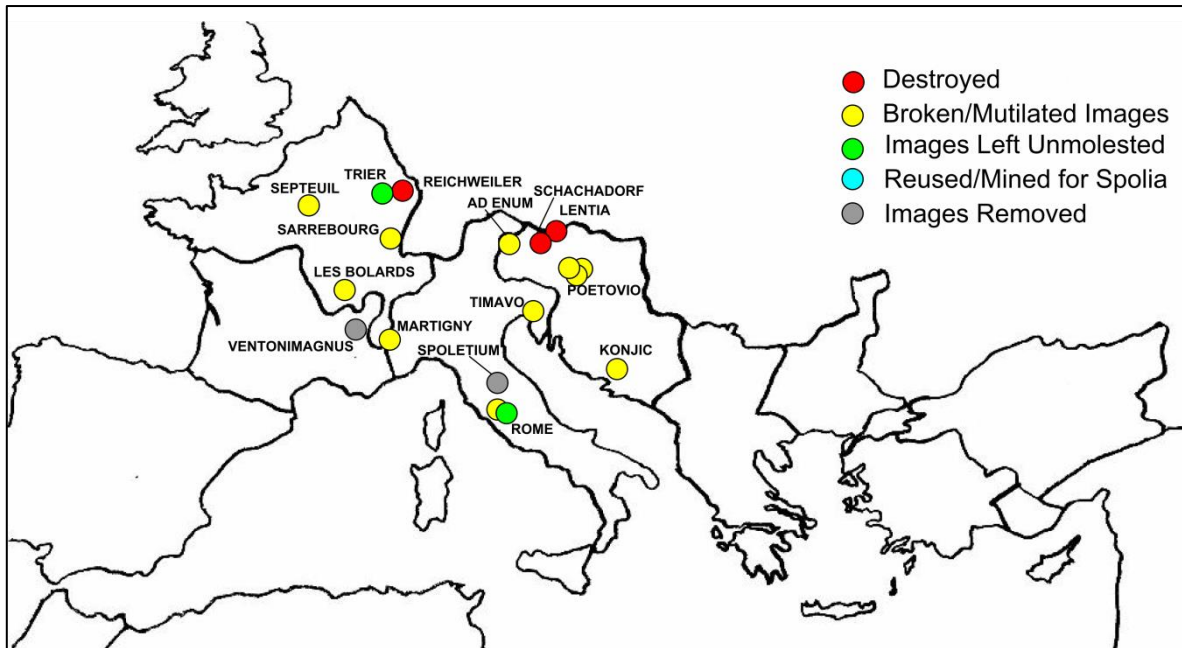 Destroyed
Broken/Mutilated Images
Images Left Unmolested
Reused/Mined for Spolia
Images Removed
TRIER
REICHWEILER
SCHACHADORF
SEPTEUIL
AD ENUM
LENTIA
SARREBOURG
LES BOLARDS
POETOVIO
TIMAVO
MARTIGNY
VENTONIMAGNUS
SPOLETIUM
KONJIC
ROME